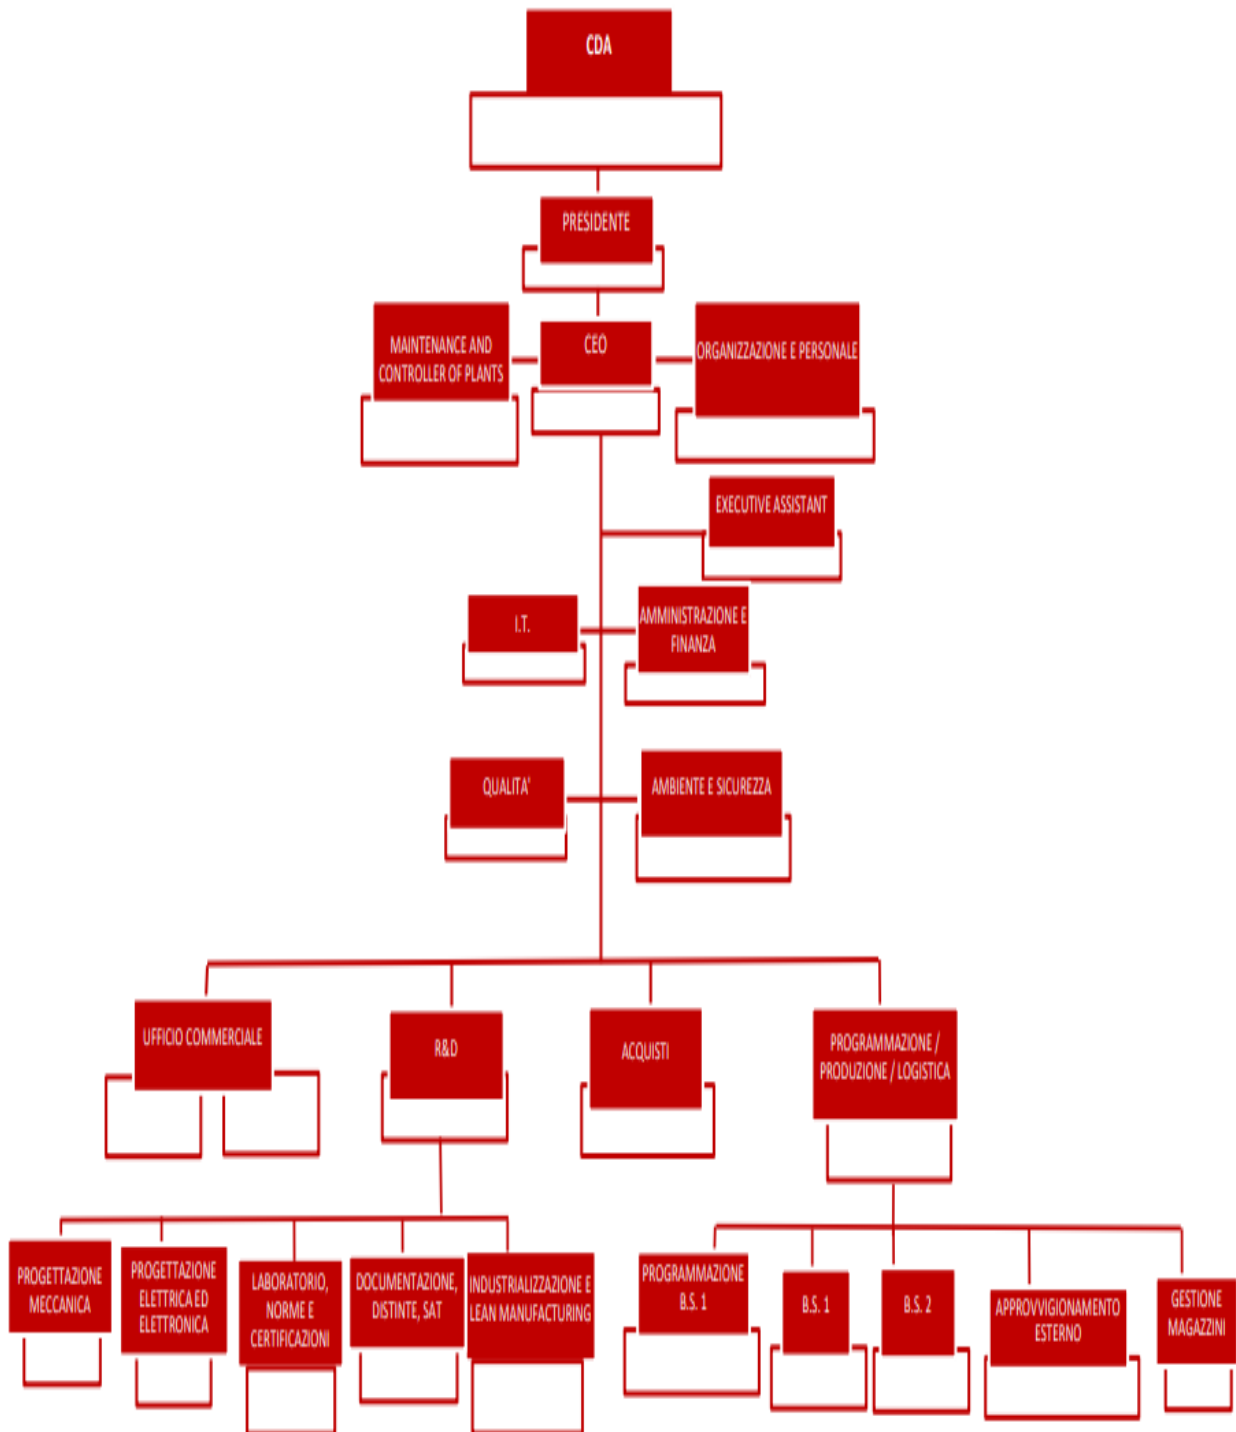 CDA
PRESIDENTE
MAINTENANCE AND
CONTROLLER OF PLANTS
CEO
ORGANIZZAZIONE E PERSONALE
EXECUTIVE ASSISTANT
I.T.
AMMINISTRAZIONE E
FINANZA
QUALITA'
AMBIENTE E SICUREZZA
UFFICIO COMMERCIALE
R&D
ACQUISTI
PROGRAMMAZIONE /
PRODUZIONE / LOGISTICA
PROGETTAZIONE
MECCANICA
PROGETTAZIONE
ELETTRICA ED
ELETTRONICA
LABORATORIO,
NORME E
CERTIFICAZIONI
DOCUMENTAZIONE,
DISTINTE, SAT
INDUSTRIALIZZAZIONE E
LEAN MANUFACTURING
PROGRAMMAZIONE
B.S. 1
B.S. 1
B.S. 2
APPROVVIGIONAMENTO
ESTERNO
GESTIONE
MAGAZZINI